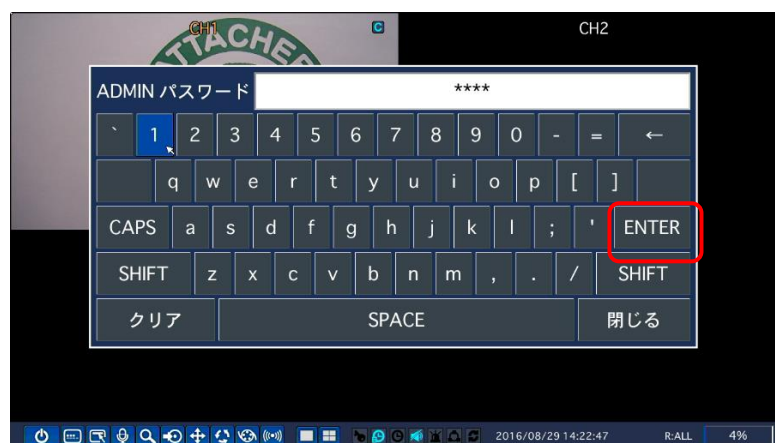 CH1
CH2
ATTACHE
ADMIN パスワード ****
` 1 2 3 4 5 6 7 8 9 0 - = ←
q w e r t y u i o p [ ]
CAPS a s d f g h j k l ; ' ENTER
SHIFT z x c v b n m , . / SHIFT
クリア SPACE 閉じる
2016/08/29 14:22:47 R:ALL 4%